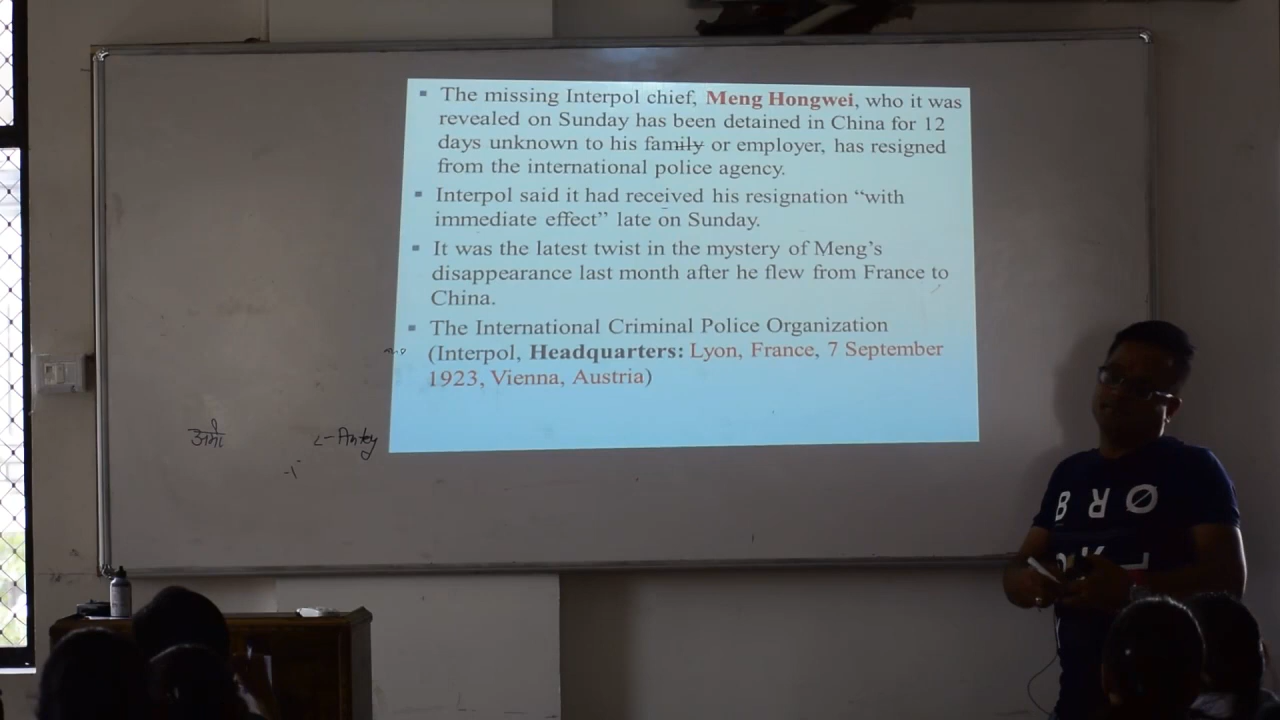 ▪ The missing Interpol chief, Meng Hongwei, who it was
revealed on Sunday has been detained in China for 12
days unknown to his family or employer, has resigned
from the international police agency.
▪ Interpol said it had received his resignation “with
immediate effect” late on Sunday.
▪ It was the latest twist in the mystery of Meng’s
disappearance last month after he flew from France to
China.
▪ The International Criminal Police Organization
(Interpol, Headquarters: Lyon, France, 7 September
1923, Vienna, Austria)